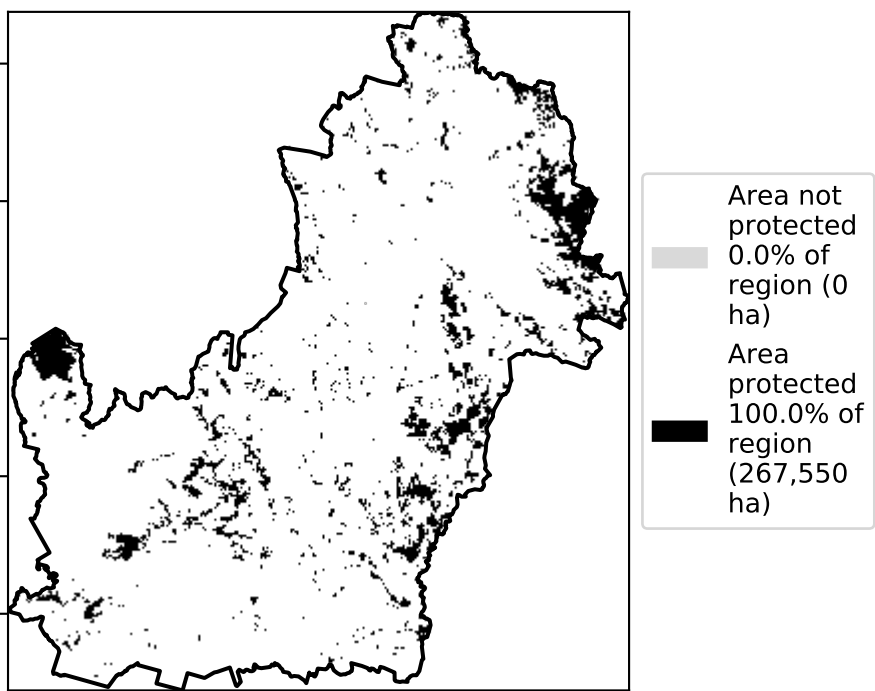 Area not
protected
0.0% of
region (0
ha)
Area
protected
100.0% of
region
(267,550
ha)